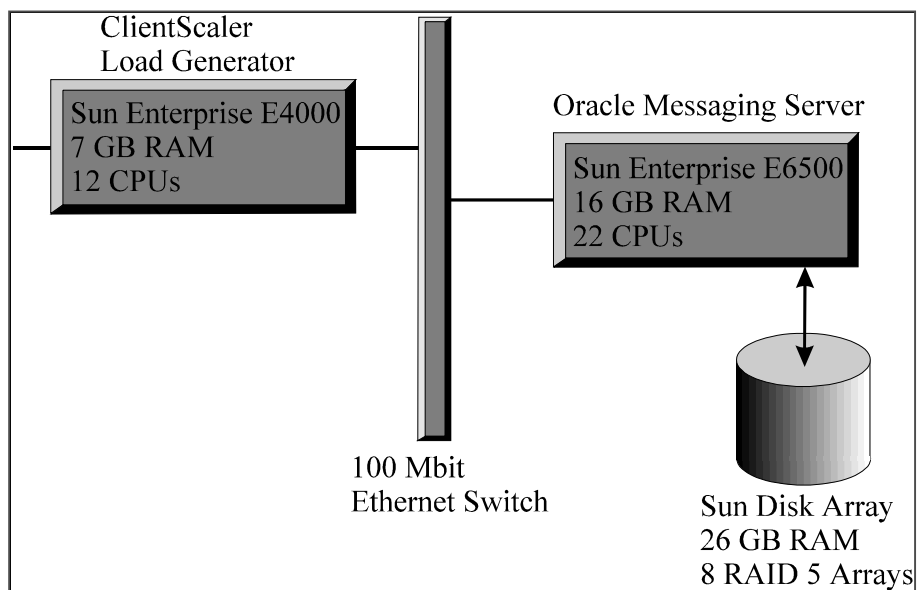 ClientScaler
Load Generator
Sun Enterprise E4000
7 GB RAM
12 CPUs
Oracle Messaging Server
Sun Enterprise E6500
16 GB RAM
22 CPUs
100 Mbit
Ethernet Switch
Sun Disk Array
26 GB RAM
8 RAID 5 Arrays